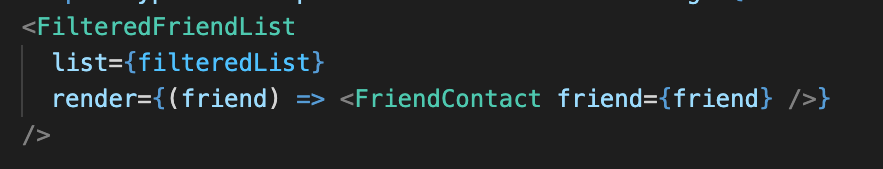 <FilteredFriendList
list={filteredList}
render={(friend) => <FriendContact friend={friend} />}
/>